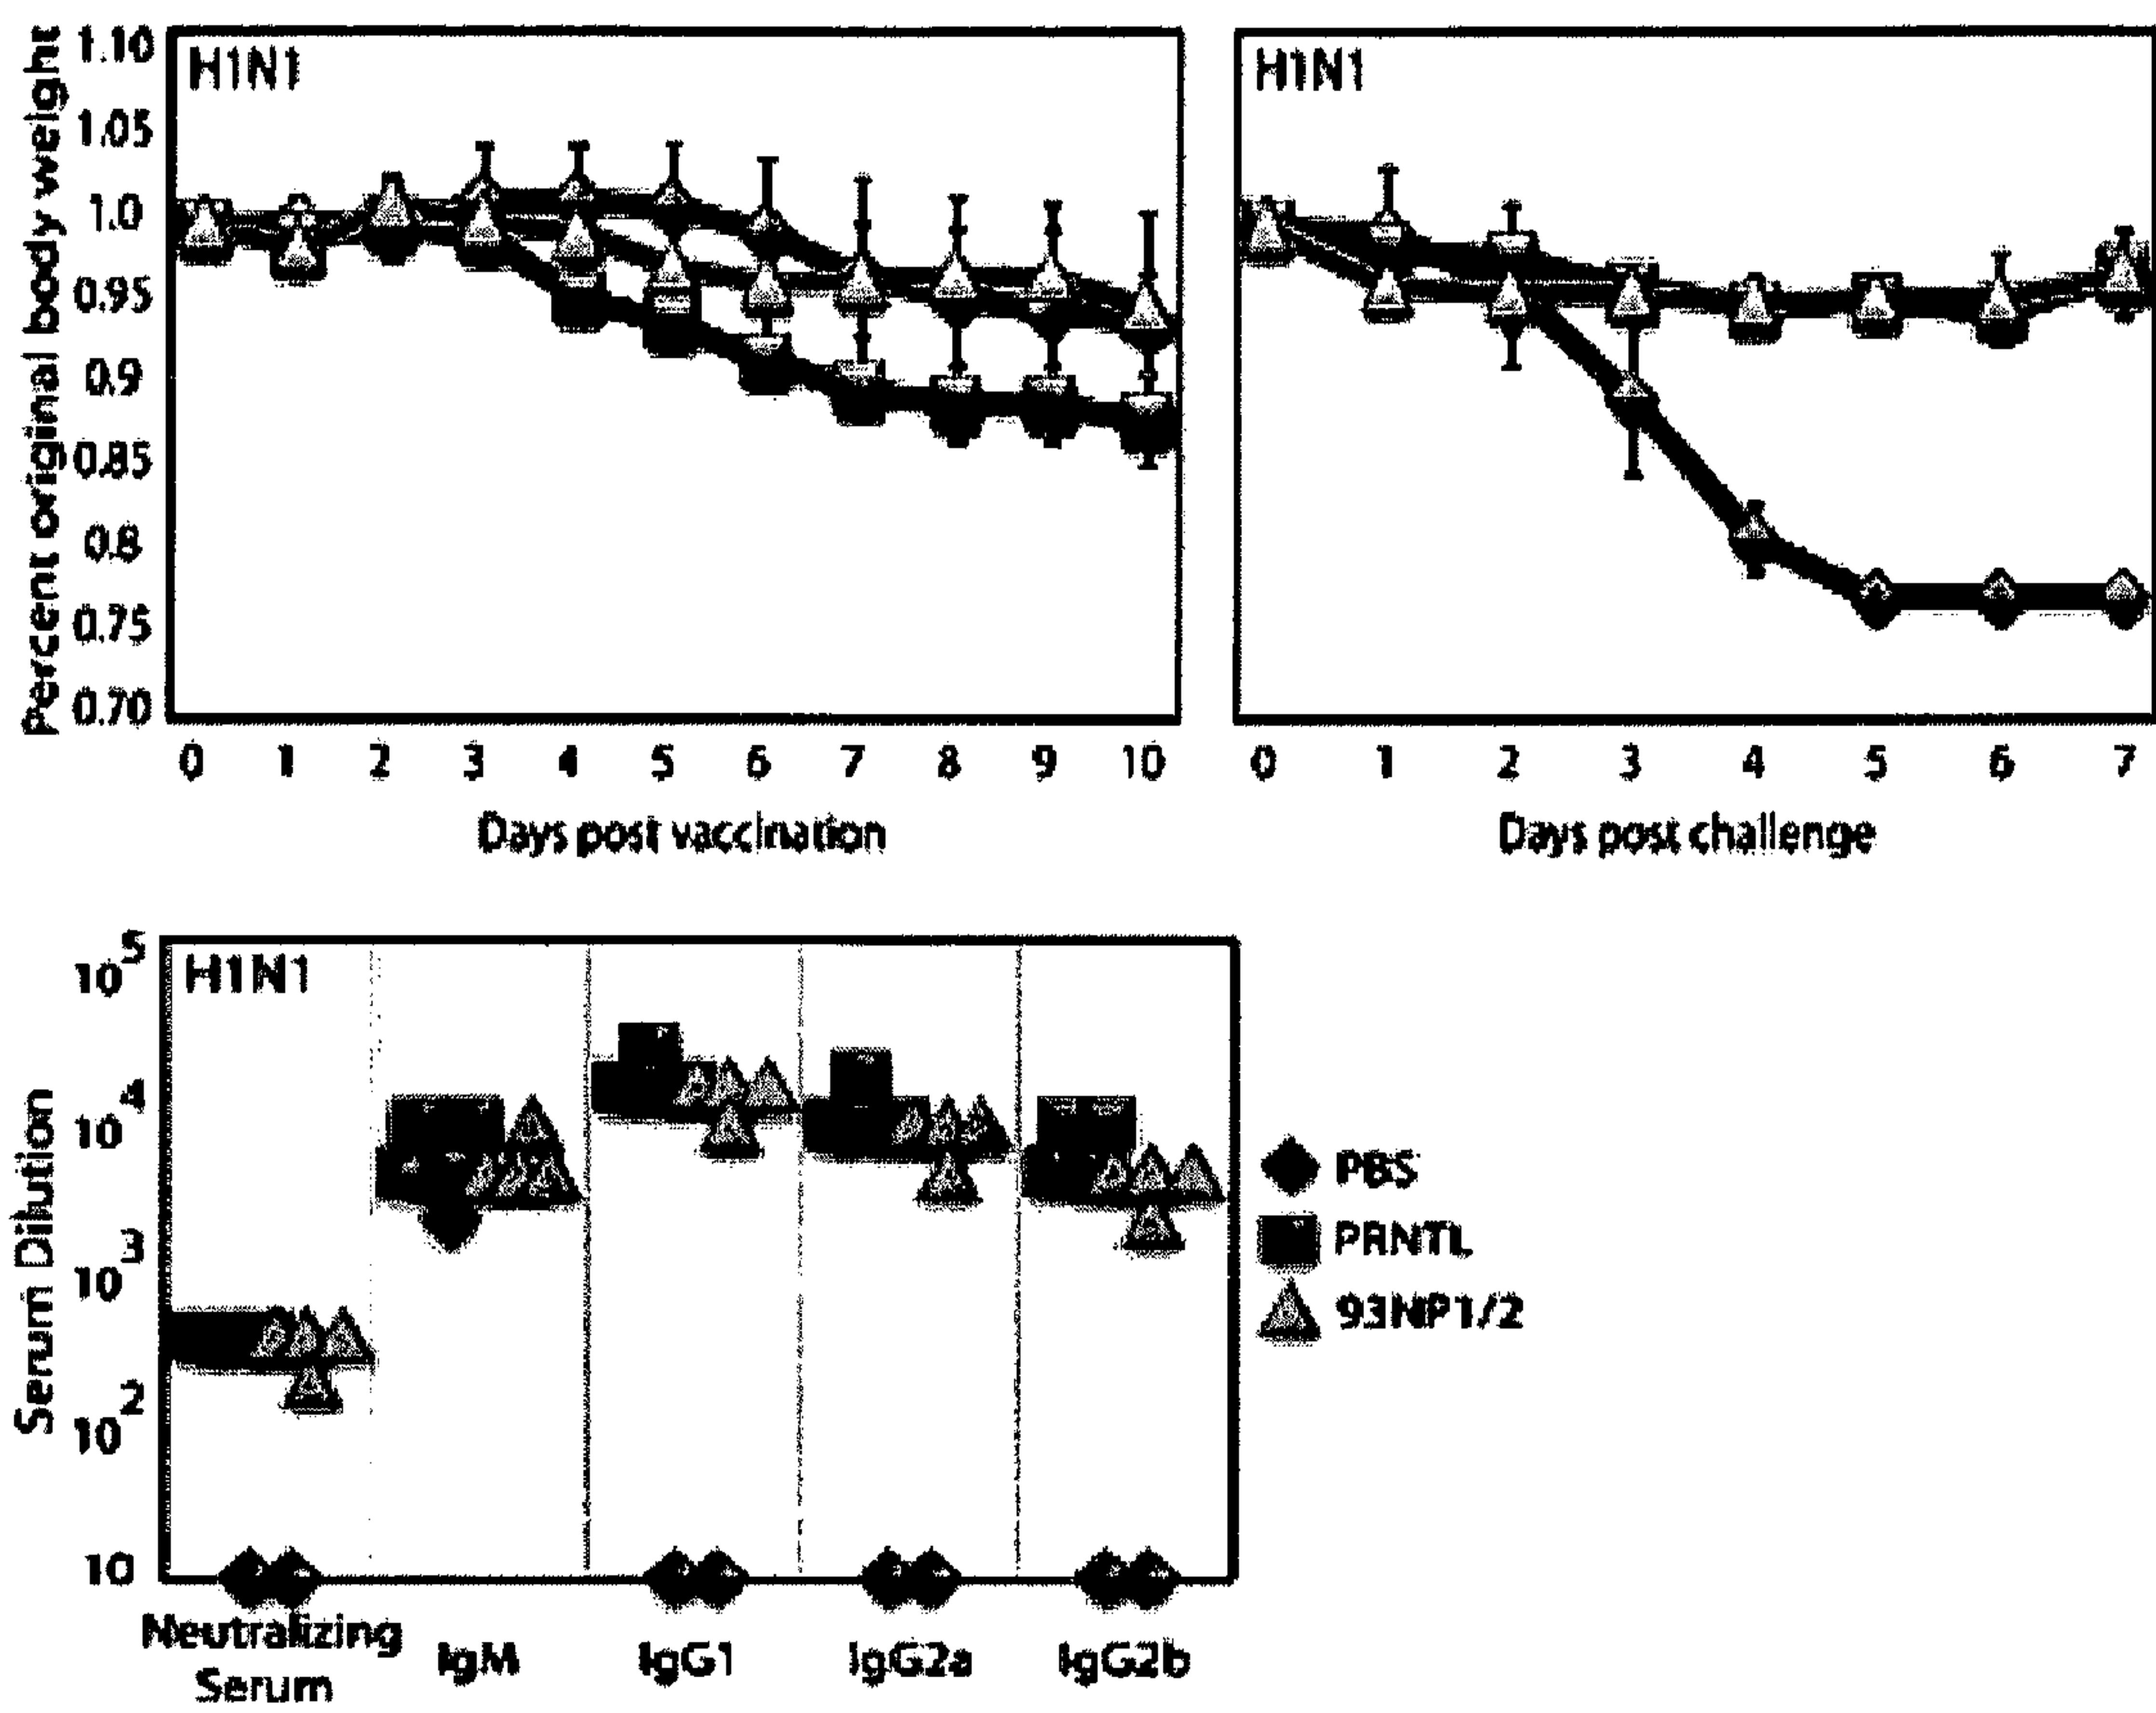 Percent original body weight
1.10
1.05
1.0
0.95
0.9
0.85
0.8
0.75
0.70
H1N1
0 1 2 3 4 5 6 7 8 9 10
Days post vaccination
H1N1
0 1 2 3 4 5 6 7
Days post challenge
Serum Dilution
10^5
10^4
10^3
10^2
10
H1N1
Neutralizing
Serum
IgM
IgG1
IgG2a
IgG2b
PBS
93NP1/2